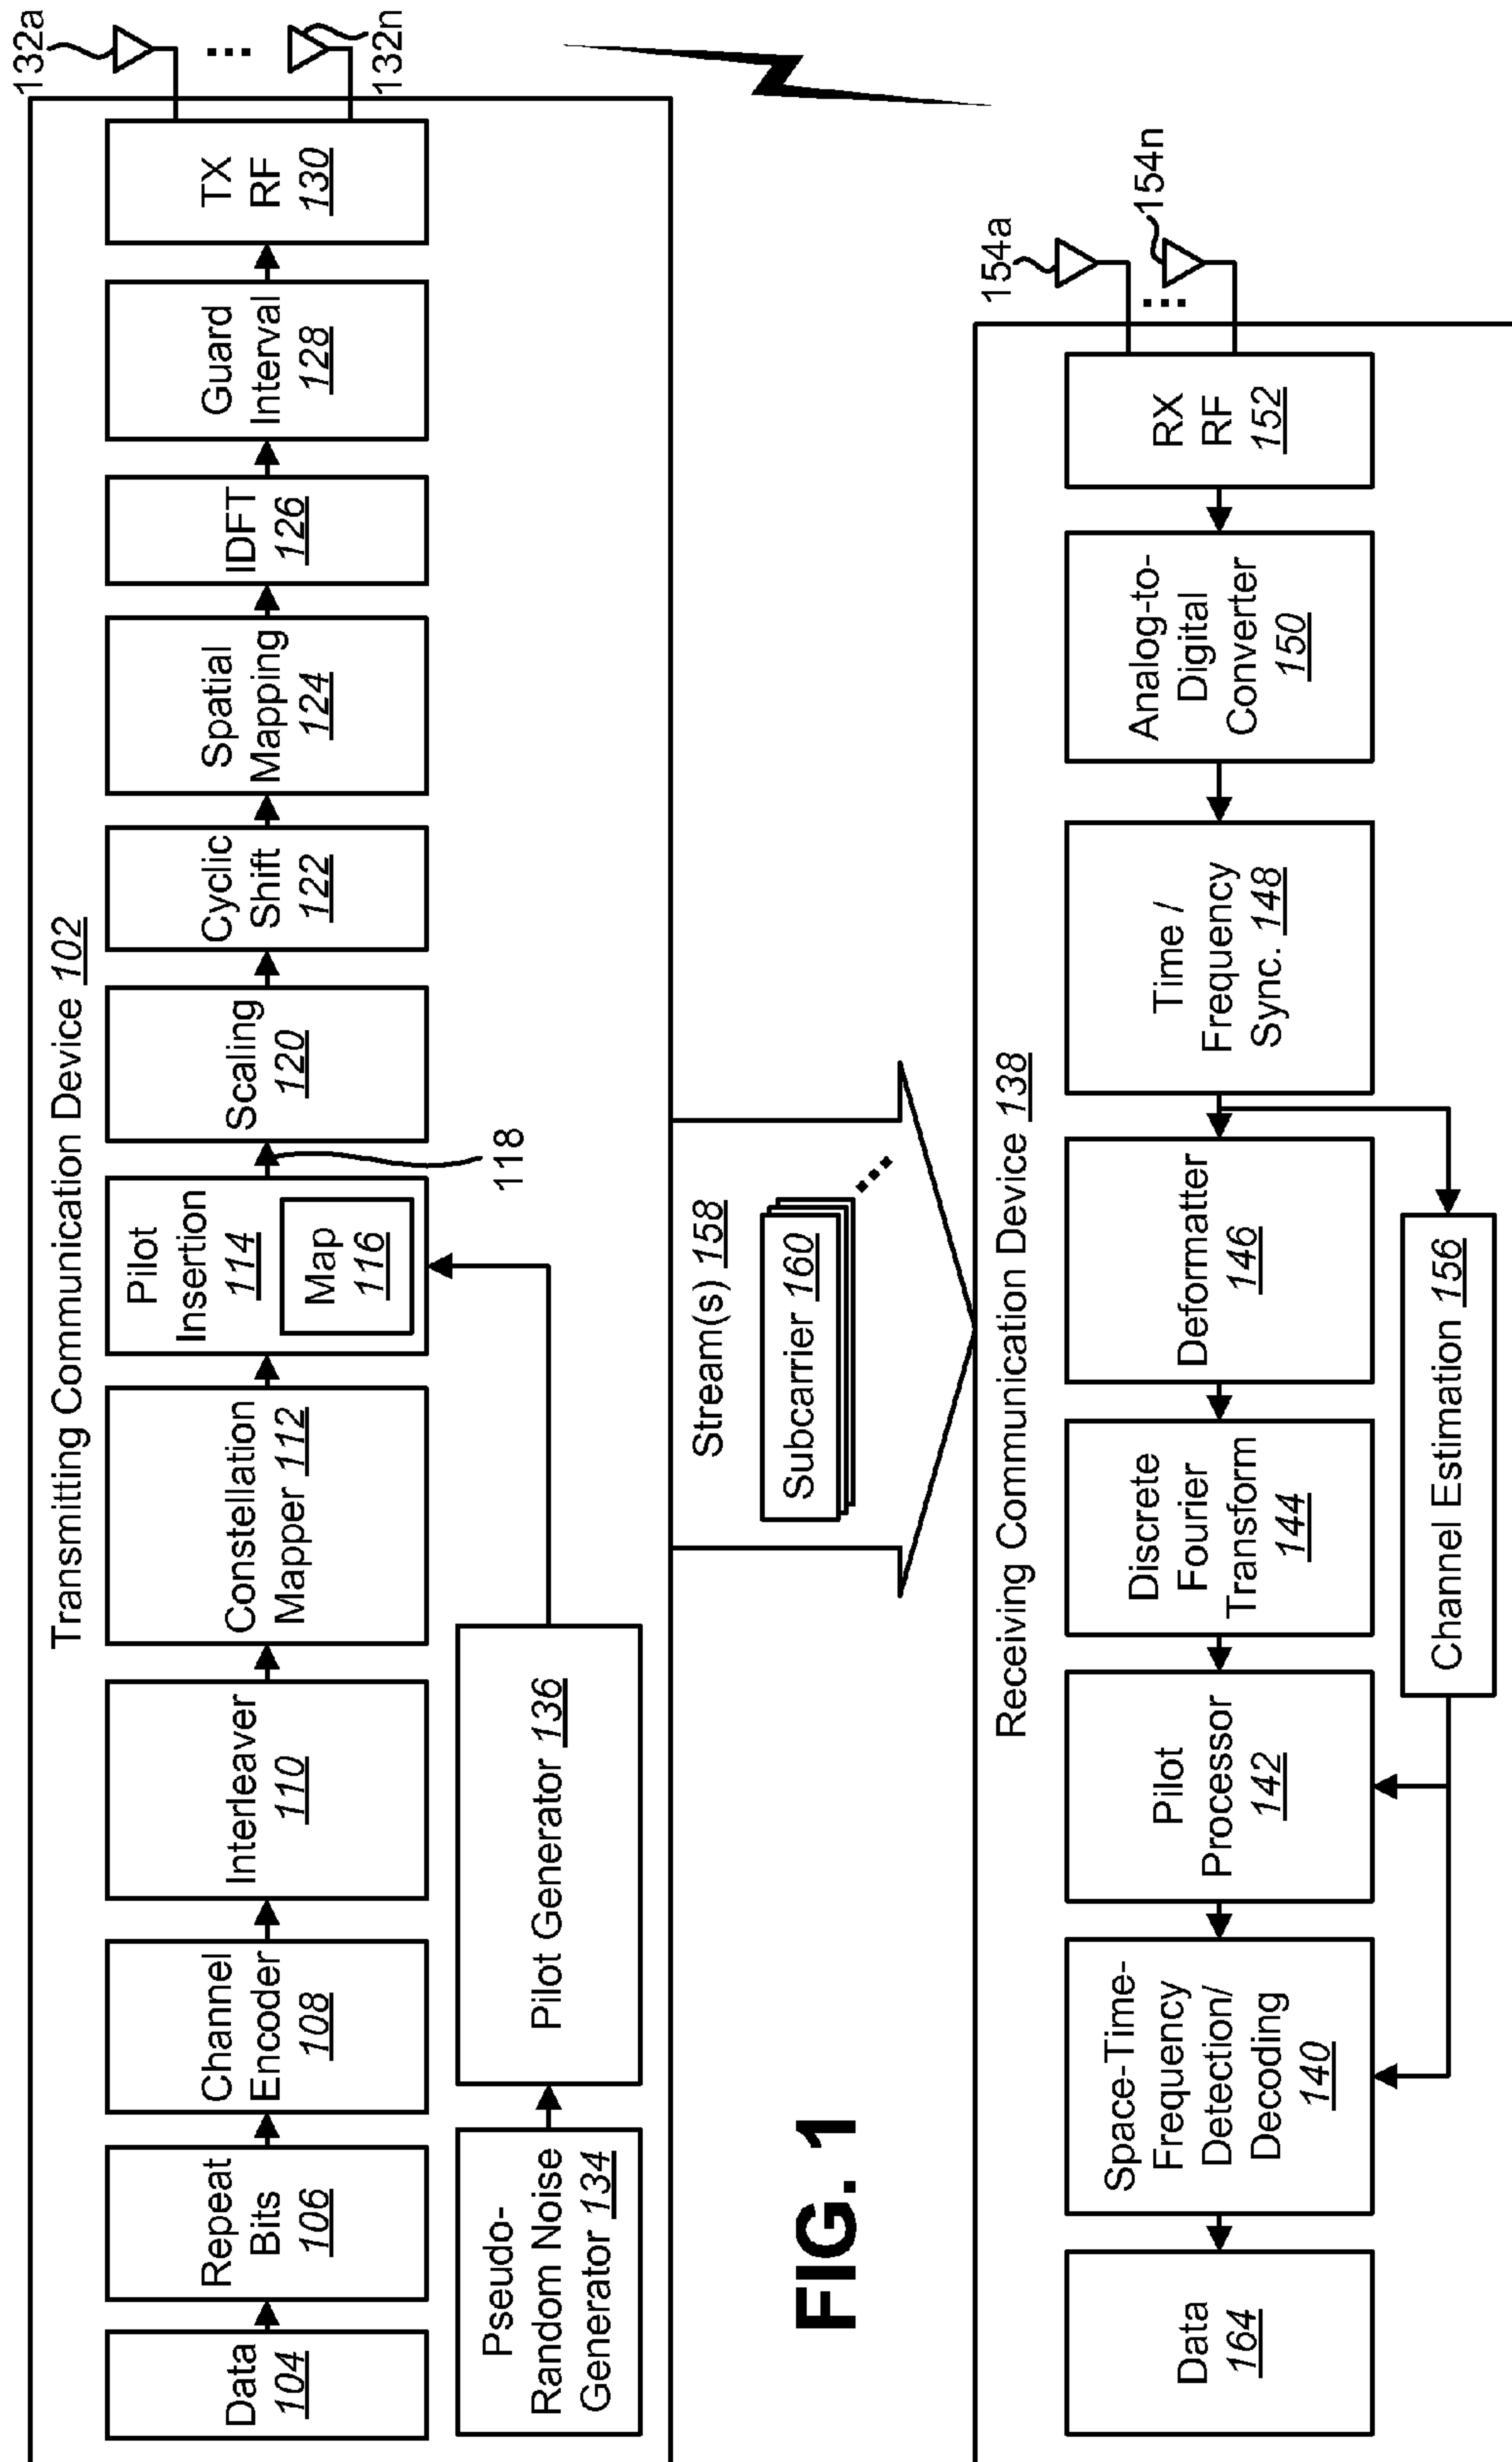 Transmitting Communication Device 102
Data
104
Repeat
Bits
106
Channel
Encoder
108
Interleaver
110
Constellation
Mapper 112
Pilot
Insertion
114
Map
116
118
Scaling
120
Cyclic
Shift
122
Spatial
Mapping
124
IDFT
126
Guard
Interval
128
TX
RF
130
132a
...
132n
Pseudo-
Random Noise
Generator 134
Pilot Generator 136
Stream(s) 158
Subcarrier 160
...
FIG. 1
Receiving Communication Device 138
Data
164
Space-Time-
Frequency
Detection/
Decoding
140
Pilot
Processor
142
Discrete
Fourier
Transform
144
Deformatter
146
Time /
Frequency
Sync. 148
Analog-to-
Digital
Converter
150
RX
RF
152
154a
...
154n
Channel Estimation 156